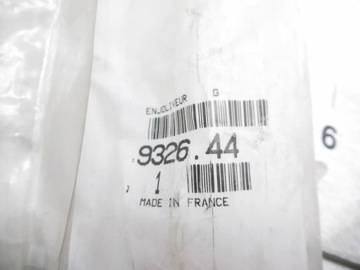 ENJOLIVEUR G
9326.44
1
MADE IN FRANCE
6